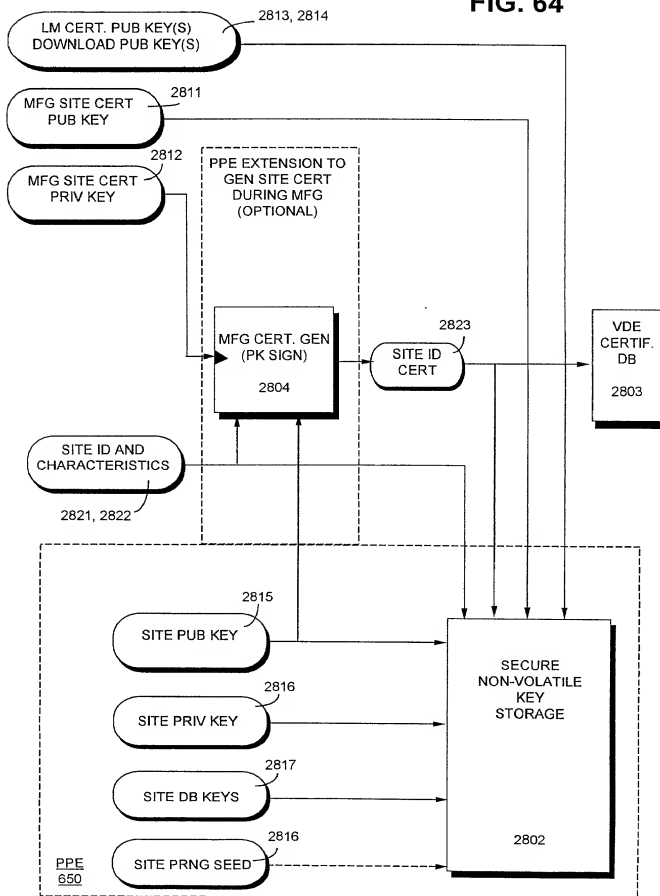 FIG. 64
LM CERT. PUB KEY(S)
DOWNLOAD PUB KEY(S)
2813, 2814
MFG SITE CERT
PUB KEY
2811
MFG SITE CERT
PRIV KEY
2812
PPE EXTENSION TO
GEN SITE CERT
DURING MFG
(OPTIONAL)
MFG CERT. GEN
(PK SIGN)
2804
SITE ID
CERT
2823
VDE
CERTIF.
DB
2803
SITE ID AND
CHARACTERISTICS
2821, 2822
SITE PUB KEY
2815
SITE PRIV KEY
2816
SITE DB KEYS
2817
SITE PRNG SEED
2816
SECURE
NON-VOLATILE
KEY
STORAGE
2802
PPE
650